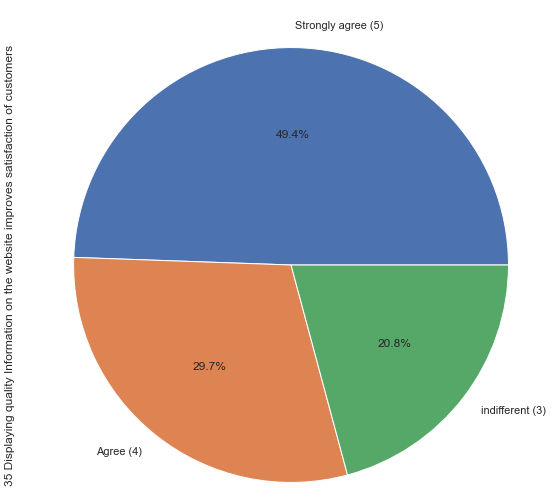 35 Displaying quality Information on the website improves satisfaction of customers
Strongly agree (5)
49.4%
29.7%
20.8%
Agree (4)
indifferent (3)